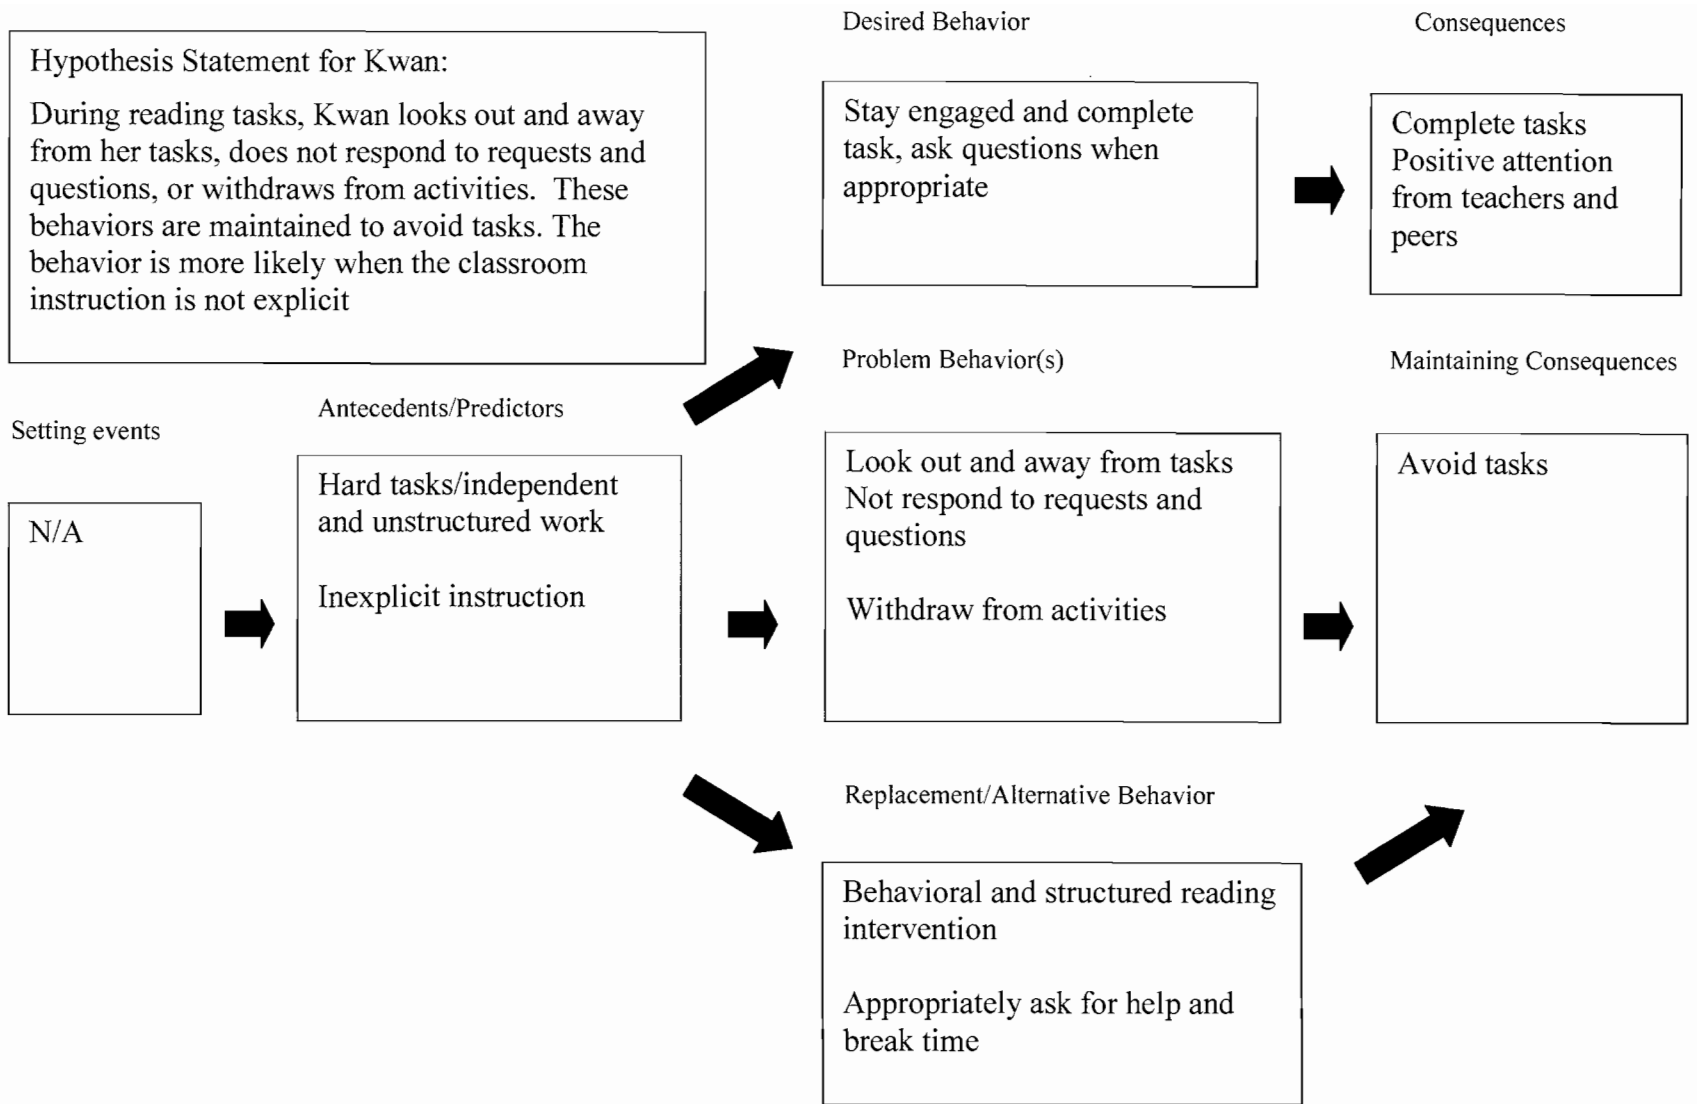 Hypothesis Statement for Kwan:
During reading tasks, Kwan looks out and away
from her tasks, does not respond to requests and
questions, or withdraws from activities.  These
behaviors are maintained to avoid tasks. The
behavior is more likely when the classroom
instruction is not explicit
Desired Behavior
Stay engaged and complete
task, ask questions when
appropriate
Consequences
Complete tasks
Positive attention
from teachers and
peers
Setting events
N/A
Antecedents/Predictors
Hard tasks/independent
and unstructured work
Inexplicit instruction
Problem Behavior(s)
Look out and away from tasks
Not respond to requests and
questions
Withdraw from activities
Maintaining Consequences
Avoid tasks
Replacement/Alternative Behavior
Behavioral and structured reading
intervention
Appropriately ask for help and
break time